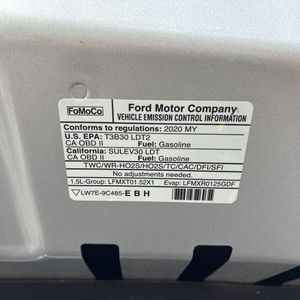 FoMoCo
Ford Motor Company
VEHICLE EMISSION CONTROL INFORMATION
Conforms to regulations: 2020 MY
U.S. EPA: T3B30 LDT2
CA OBD II Fuel: Gasoline
California: SULEV30 LDT
CA OBD II Fuel: Gasoline
TWC/WR-HO2S/HO2S/TC/CAC/DFI/SFI
No adjustments needed.
1.5L-Group: LFMXT01.52X1 Evap: LFMXR0125GDF
LW7E-9C485-EBH